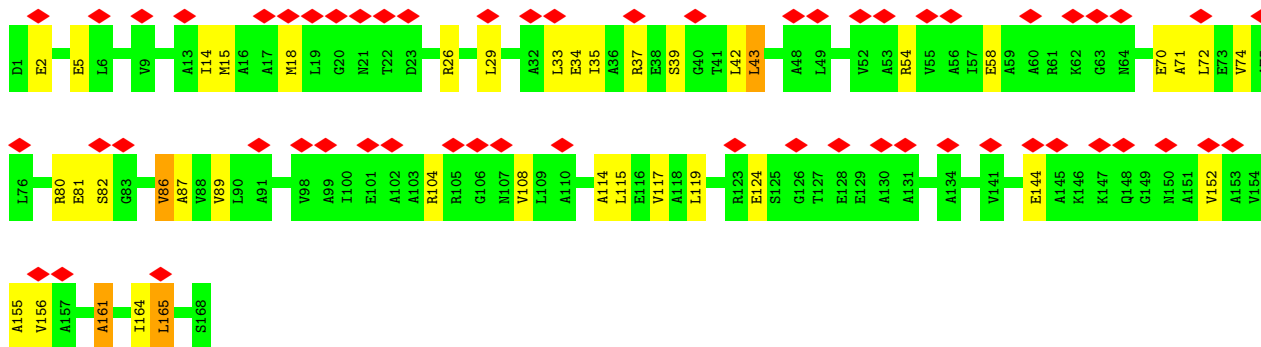 D1 E2 E5 L6 V9 A13 I14 M15 A16 A17 M18 L19 G20 N21 T22 D23 R26 L29 A32 L33 E34 I35 A36 R37 E38 S39 G40 T41 L42 L43 A48 L49 V52 A53 R54 V55 A56 I57 E58 A59 A60 R61 K62 G63 N64 E70 A71 L72 E73 V74
L76 R80 E81 S82 G83 V86 A87 V88 V89 L90 A91 V98 A99 I100 E101 A102 A103 R104 R105 G106 N107 V108 L109 A110 A114 L115 E116 V117 A118 L119 R123 E124 S125 G126 T127 E128 E129 A130 A131 A134 V141 E144 A145 K146 K147 Q148 G149 N150 A151 V152 A153 V154
A155 V156 A157 A161 I164 L165 S168